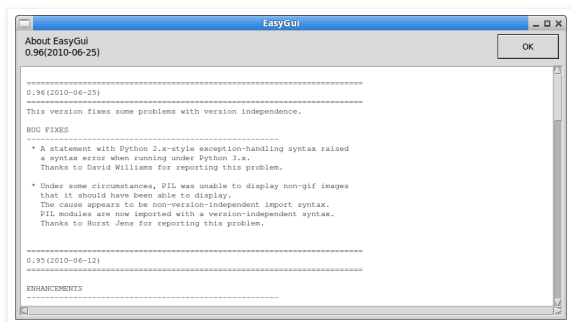 EasyGui
About EasyGui
0.96(2010-06-25)
OK
========================================================================
0.96(2010-06-25)
========================================================================
This version fixes some problems with version independence.
BUG FIXES
------------------------------------------------------
* A statement with Python 2.x-style exception-handling syntax raised
a syntax error when running under Python 3.x.
Thanks to David Williams for reporting this problem.
* Under some circumstances, PIL was unable to display non-gif images
that it should have been able to display.
The cause appears to be non-version-independent import syntax.
PIL modules are now imported with a version-independent syntax.
Thanks to Horst Jens for reporting this problem.
========================================================================
0.95(2010-06-12)
========================================================================
ENHANCEMENTS
------------------------------------------------------